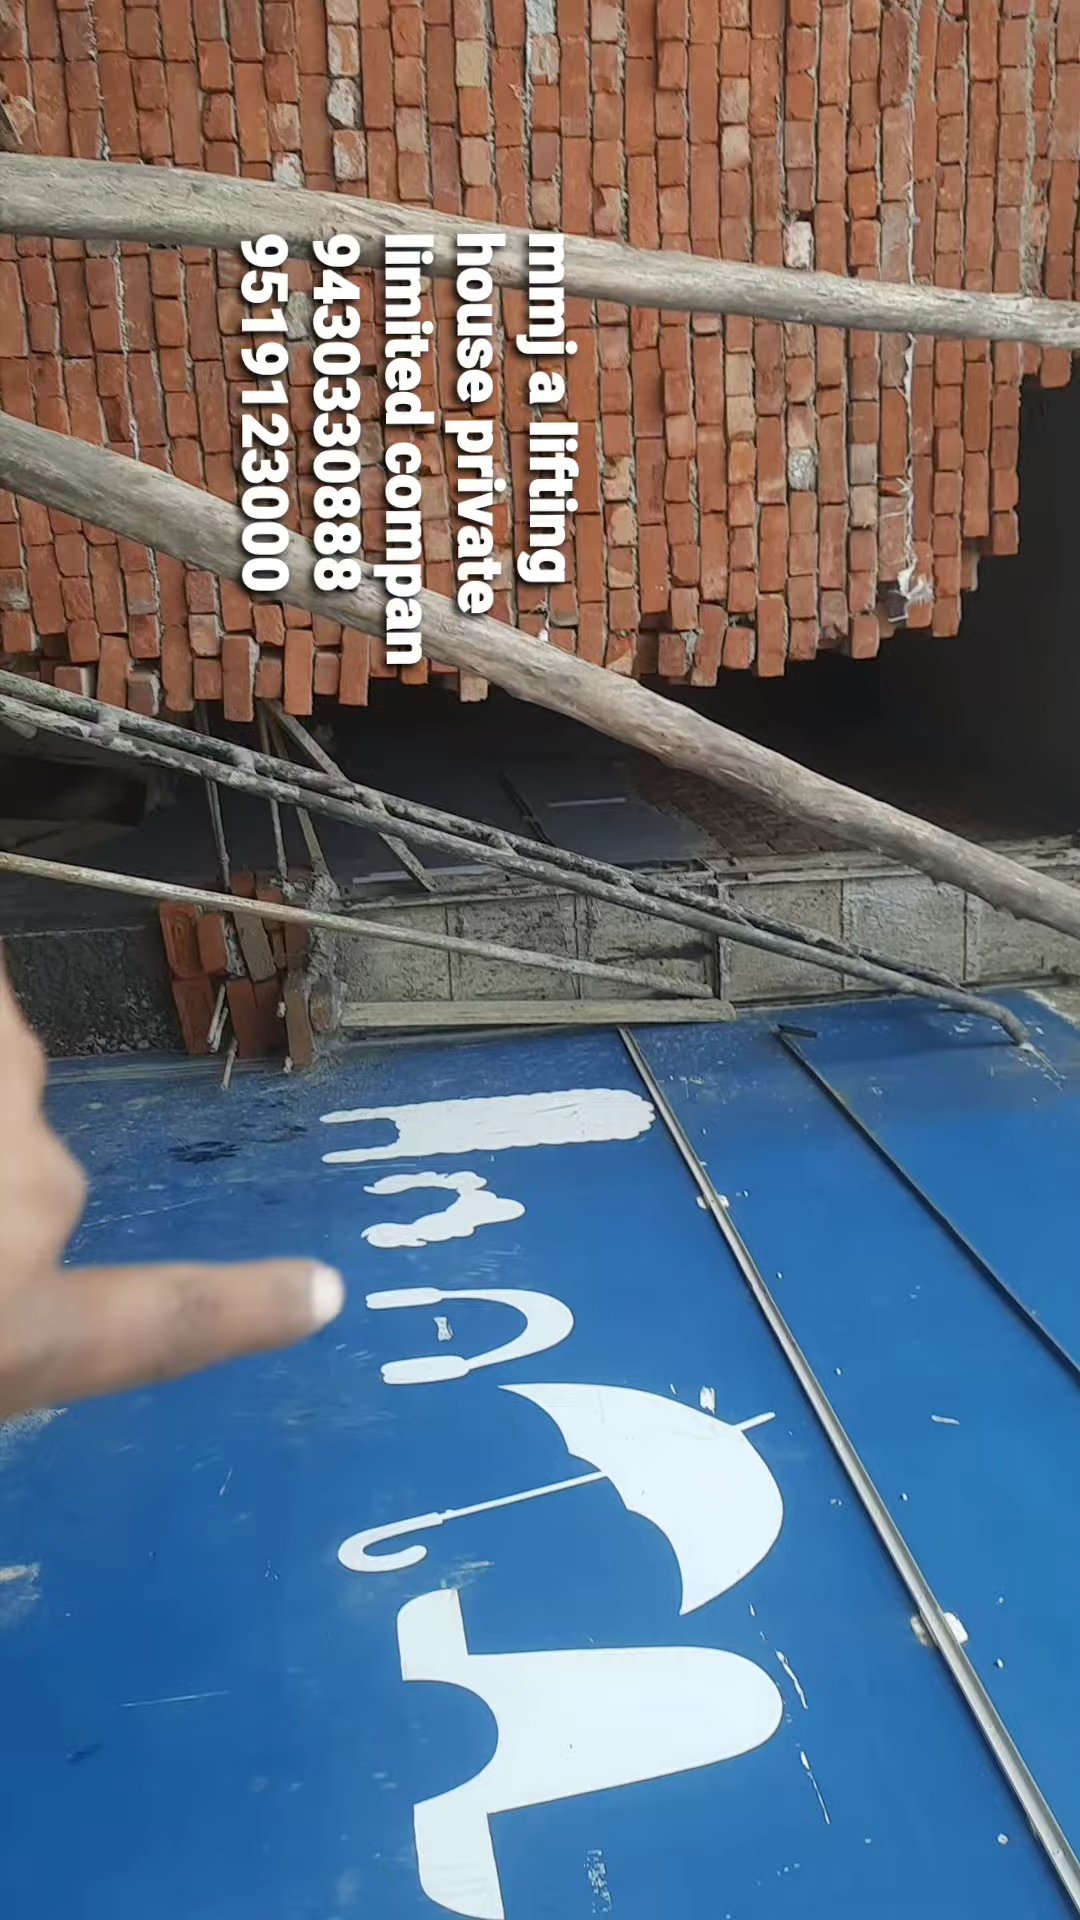 mmj a lifting
house private
limited compan
9430330888
9519123000